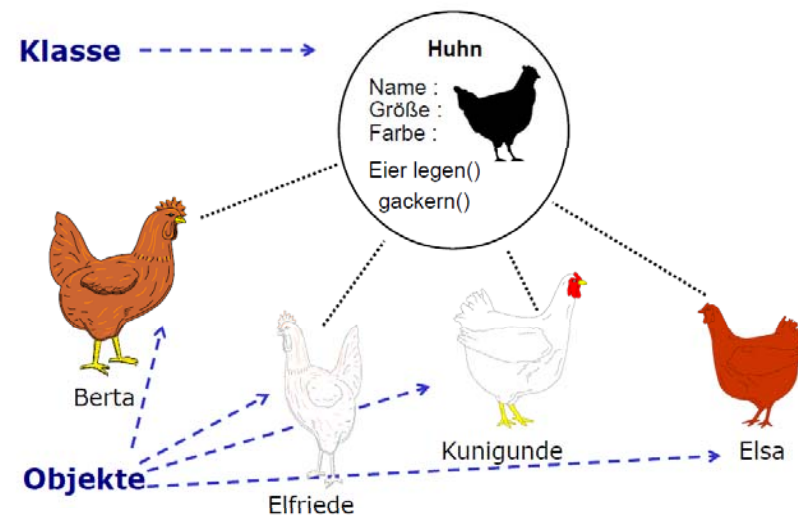 Klasse
Huhn
Name :
Größe :
Farbe :
Eier legen()
gackern()
Berta
Kunigunde
Elsa
Objekte
Elfriede